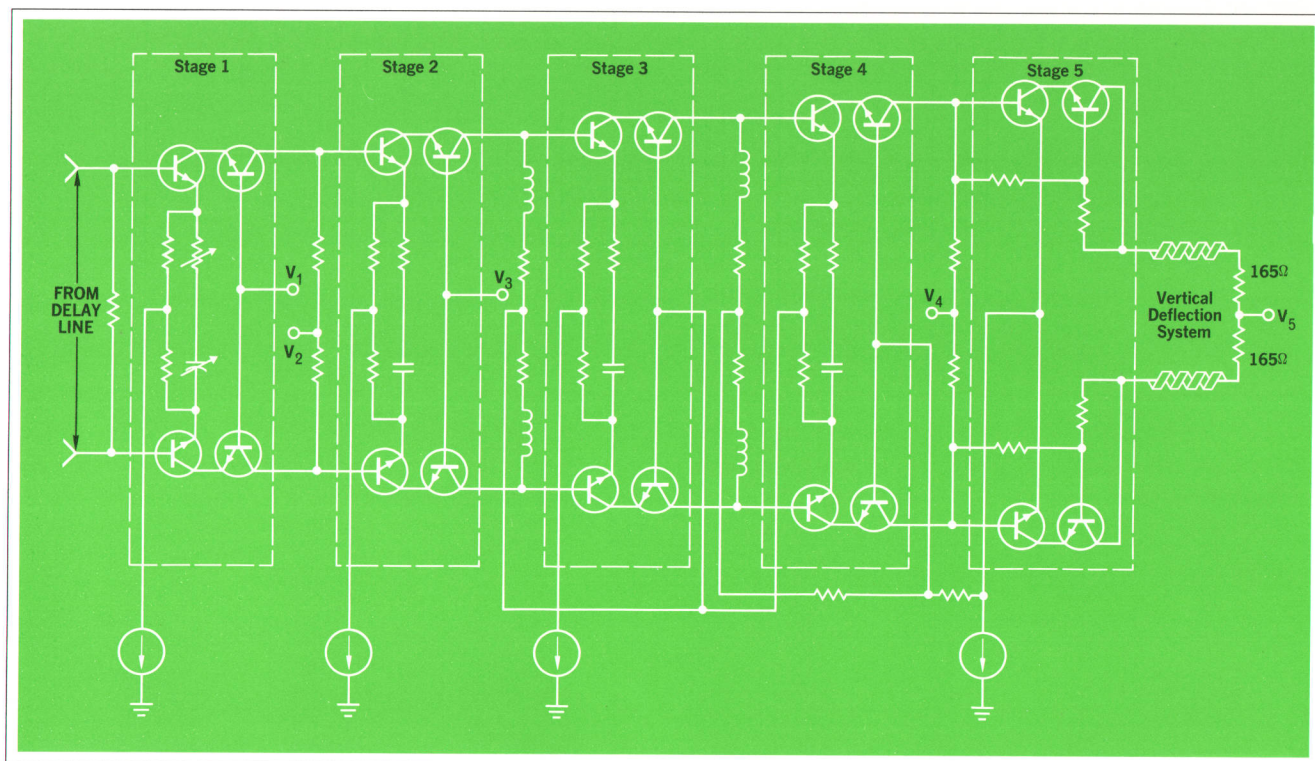 Stage 1
Stage 2
Stage 3
Stage 4
Stage 5
FROM
DELAY
LINE
V1
V2
V3
V4
Vertical
Deflection
System
165Ω
V5
165Ω